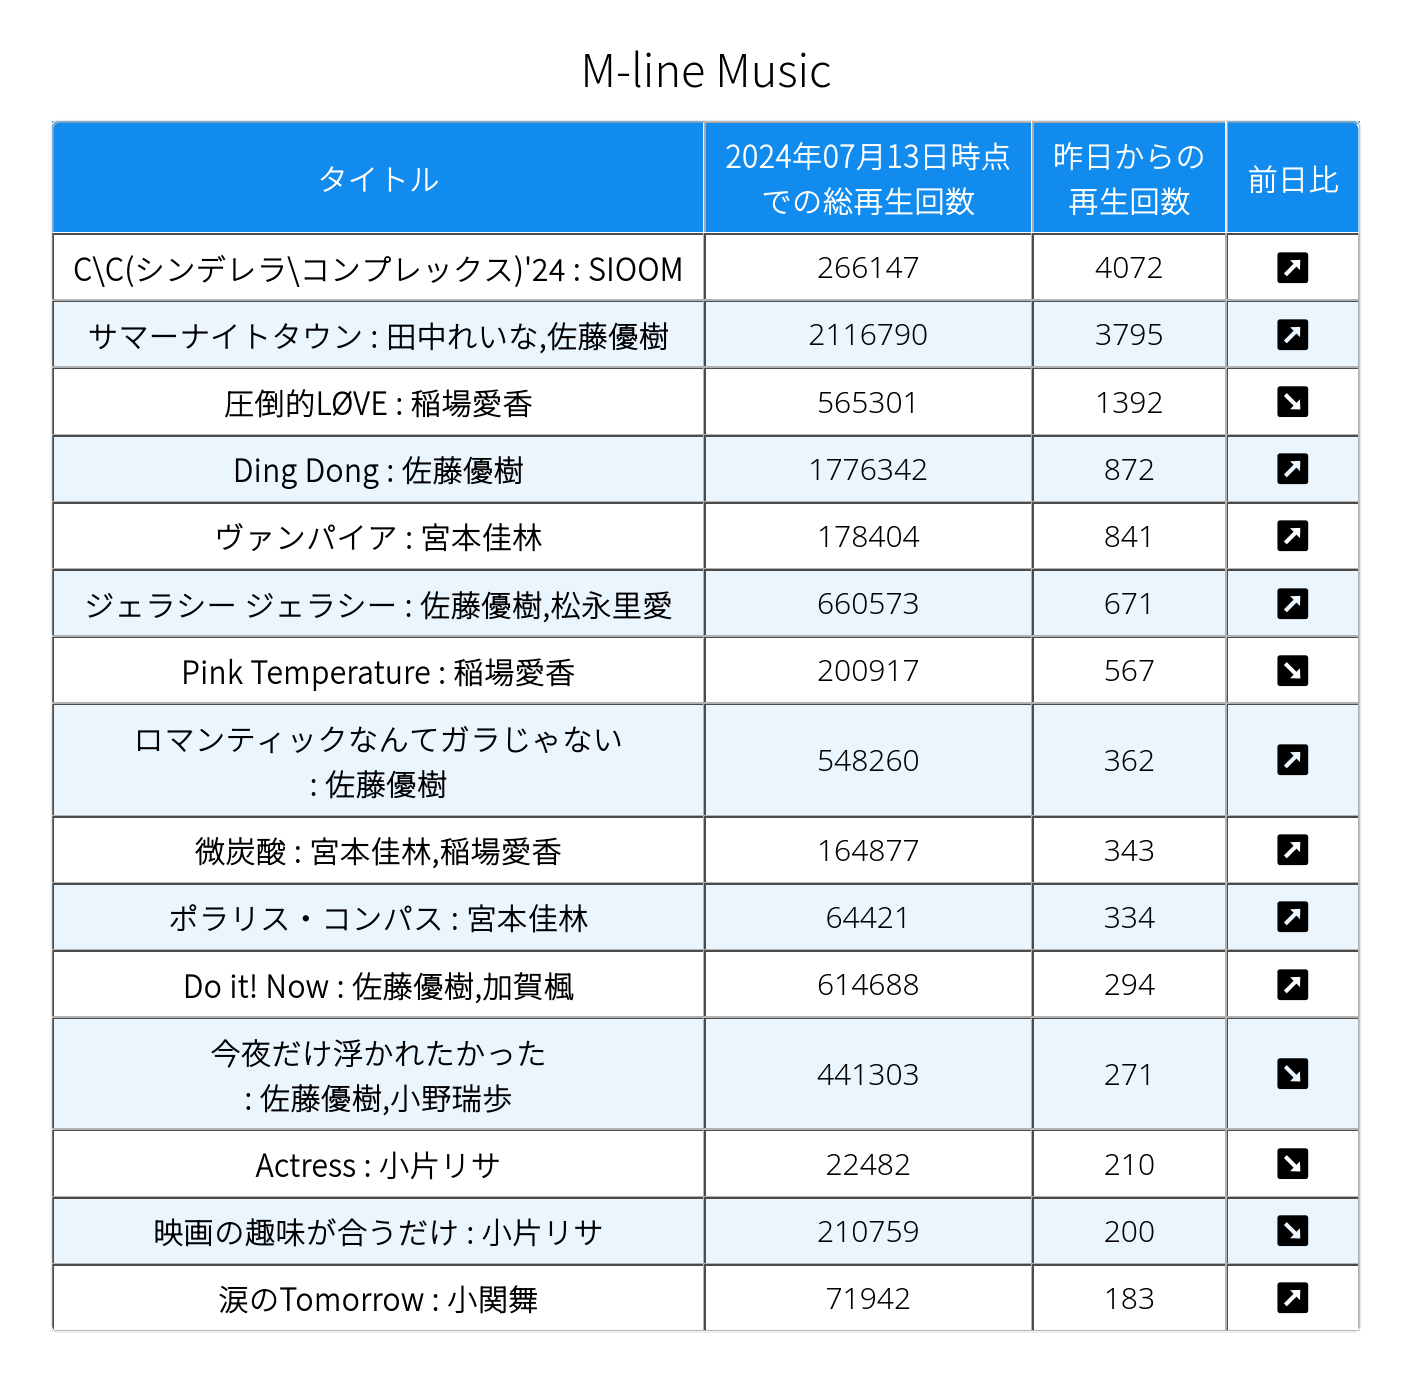 M-line Music
タイトル
2024年07月13日時点
での総再生回数
昨日からの
再生回数
前日比
C\C(シンデレラ\コンプレックス)'24 : SIOOM 266147 4072
サマーナイトタウン : 田中れいな,佐藤優樹 2116790 3795
圧倒的LØVE : 稲場愛香 565301 1392
Ding Dong : 佐藤優樹 1776342 872
ヴァンパイア : 宮本佳林 178404 841
ジェラシー ジェラシー : 佐藤優樹,松永里愛 660573 671
Pink Temperature : 稲場愛香 200917 567
ロマンティックなんてガラじゃない
: 佐藤優樹 548260 362
微炭酸 : 宮本佳林,稲場愛香 164877 343
ポラリス・コンパス : 宮本佳林 64421 334
Do it! Now : 佐藤優樹,加賀楓 614688 294
今夜だけ浮かれたかった
: 佐藤優樹,小野瑞歩 441303 271
Actress : 小片リサ 22482 210
映画の趣味が合うだけ : 小片リサ 210759 200
涙のTomorrow : 小関舞 71942 183